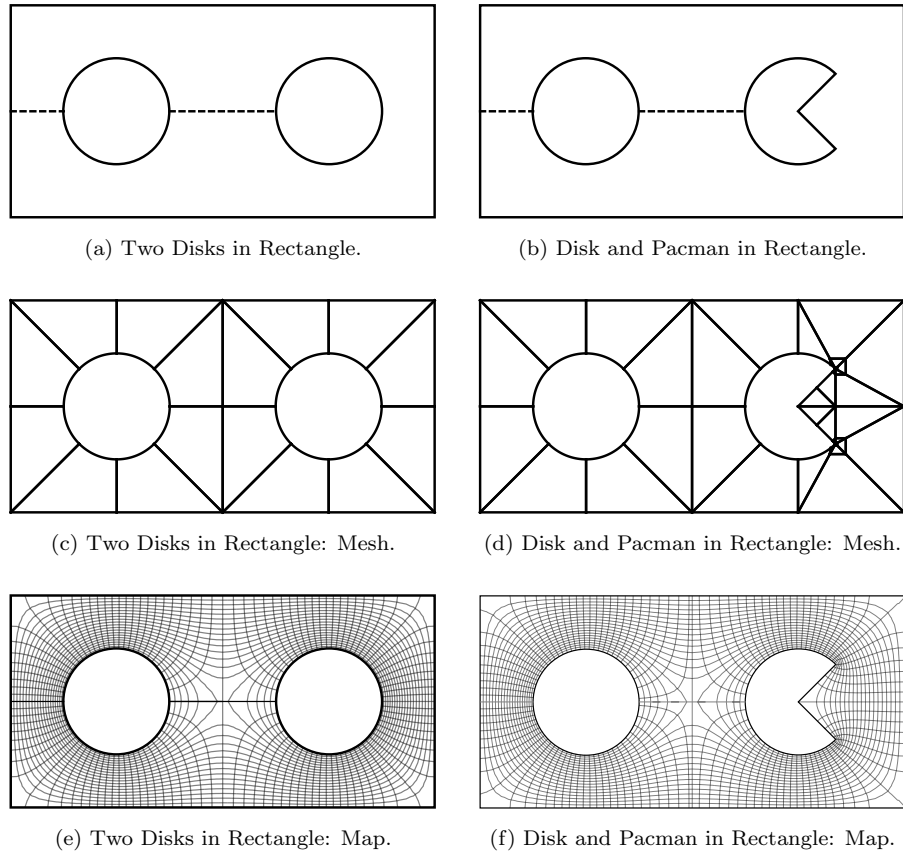 (a) Two Disks in Rectangle.
(b) Disk and Pacman in Rectangle.
(c) Two Disks in Rectangle: Mesh.
(d) Disk and Pacman in Rectangle: Mesh.
(e) Two Disks in Rectangle: Map.
(f) Disk and Pacman in Rectangle: Map.